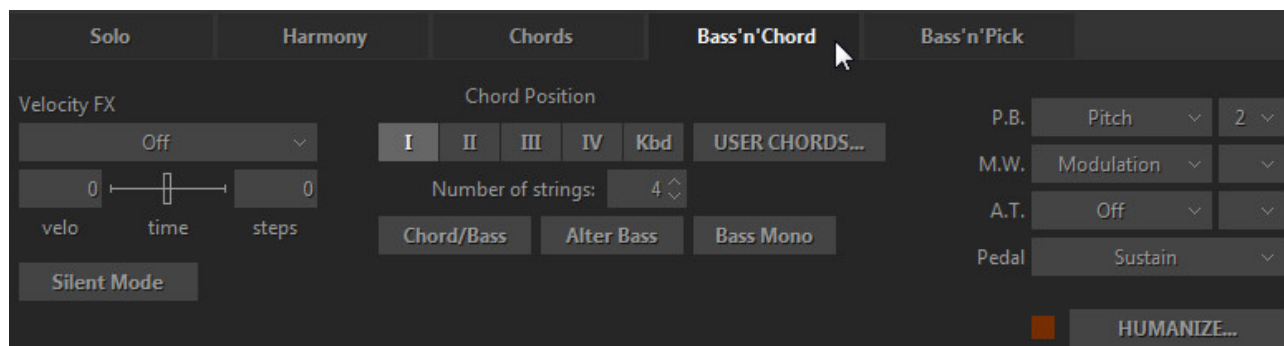 Solo Harmony Chords Bass'n'Chord Bass'n'Pick
Velocity FX Chord Position
P.B. Pitch 2
Off I II III IV Kbd USER CHORDS...
M.W. Modulation
0 0 Number of strings: 4
A.T. Off
velo time steps Chord/Bass Alter Bass Bass Mono
Pedal Sustain
Silent Mode
HUMANIZE...